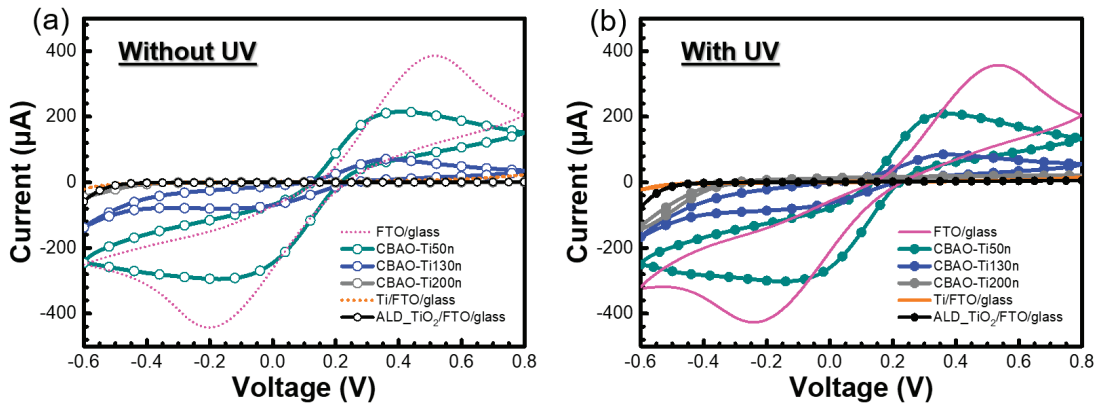 (a)
Without UV
Current (µA)
400
200
0
-200
-400
FTO/glass
CBAO-Ti50n
CBAO-Ti130n
CBAO-Ti200n
Ti/FTO/glass
ALD_TiO₂/FTO/glass
-0.6 -0.4 -0.2 0.0 0.2 0.4 0.6 0.8
Voltage (V)
(b)
With UV
Current (µA)
400
200
0
-200
-400
FTO/glass
CBAO-Ti50n
CBAO-Ti130n
CBAO-Ti200n
Ti/FTO/glass
ALD_TiO₂/FTO/glass
-0.6 -0.4 -0.2 0.0 0.2 0.4 0.6 0.8
Voltage (V)